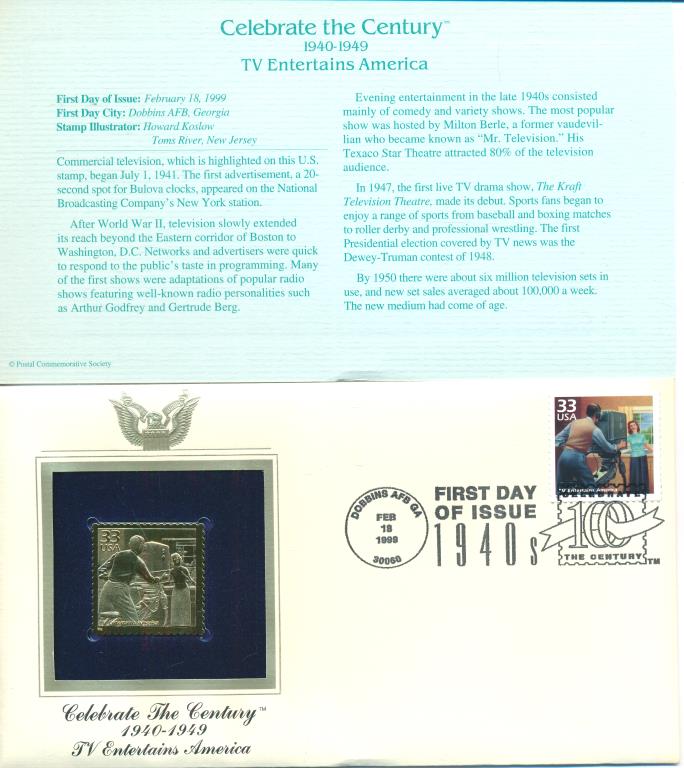 Celebrate the Century™
1940-1949
TV Entertains America
First Day of Issue: February 18, 1999
First Day City: Dobbins AFB, Georgia
Stamp Illustrator: Howard Koslow
Toms River, New Jersey
Commercial television, which is highlighted on this U.S.
stamp, began July 1, 1941. The first advertisement, a 20-
second spot for Bulova clocks, appeared on the National
Broadcasting Company's New York station.
After World War II, television slowly extended
its reach beyond the Eastern corridor of Boston to
Washington, D.C. Networks and advertisers were quick
to respond to the public's taste in programming. Many
of the first shows were adaptations of popular radio
shows featuring well-known radio personalities such
as Arthur Godfrey and Gertrude Berg.
Evening entertainment in the late 1940s consisted
mainly of comedy and variety shows. The most popular
show was hosted by Milton Berle, a former vaudevil-
lian who became known as “Mr. Television.” His
Texaco Star Theatre attracted 80% of the television
audience.
In 1947, the first live TV drama show, The Kraft
Television Theatre, made its debut. Sports fans began to
enjoy a range of sports from baseball and boxing matches
to roller derby and professional wrestling. The first
Presidential election covered by TV news was the
Dewey-Truman contest of 1948.
By 1950 there were about six million television sets in
use, and new set sales averaged about 100,000 a week.
The new medium had come of age.
© Postal Commemorative Society
33
USA
TV Entertains America
DOBBINS AFB GA
FEB
18
1999
30060
FIRST DAY
OF ISSUE
1940s
CELEBRATE
100
THE CENTURY™
33
USA
Celebrate The Century™
1940-1949
TV Entertains America